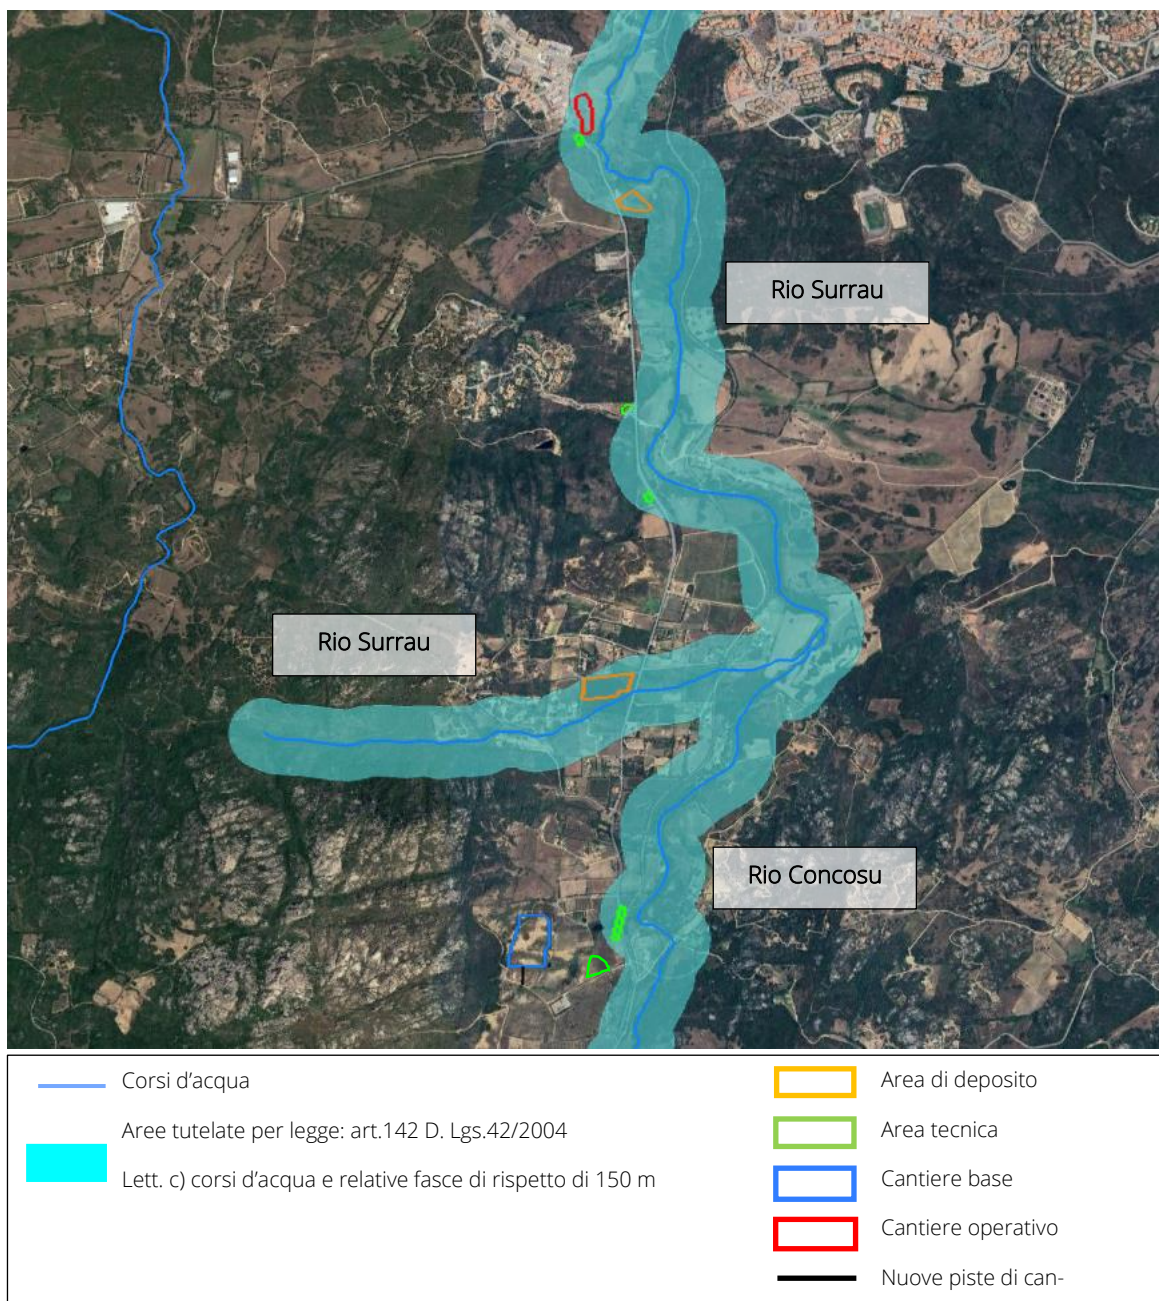 Rio Surrau
Rio Surrau
Rio Concosu
Corsi d'acqua
Aree tutelate per legge: art.142 D. Lgs.42/2004
Lett. c) corsi d'acqua e relative fasce di rispetto di 150 m
Area di deposito
Area tecnica
Cantiere base
Cantiere operativo
Nuove piste di can-